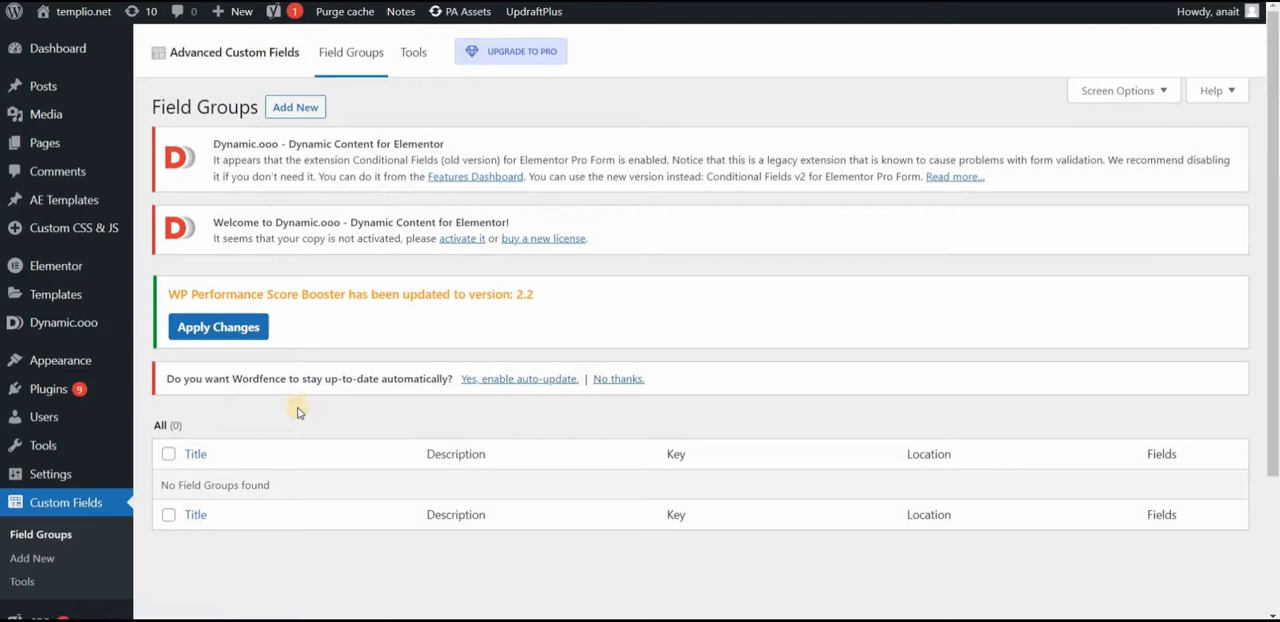 templio.net 10 0 New 1 Purge cache Notes PA Assets UpdraftPlus Howdy, anait
Dashboard
Posts
Media
Pages
Comments
AE Templates
Custom CSS & JS
Elementor
Templates
Dynamic.ooo
Appearance
Plugins 9
Users
Tools
Settings
Custom Fields
Field Groups
Add New
Tools
Advanced Custom Fields Field Groups Tools UPGRADE TO PRO
Screen Options ▼ Help ▼
Field Groups Add New
Dynamic.ooo - Dynamic Content for Elementor
It appears that the extension Conditional Fields (old version) for Elementor Pro Form is enabled. Notice that this is a legacy extension that is known to cause problems with form validation. We recommend disabling
it if you don't need it. You can do it from the Features Dashboard. You can use the new version instead: Conditional Fields v2 for Elementor Pro Form. Read more...
Welcome to Dynamic.ooo - Dynamic Content for Elementor!
It seems that your copy is not activated, please activate it or buy a new license.
WP Performance Score Booster has been updated to version: 2.2
Apply Changes
Do you want Wordfence to stay up-to-date automatically? Yes, enable auto-update. | No thanks.
All (0)
Title Description Key Location Fields
No Field Groups found
Title Description Key Location Fields